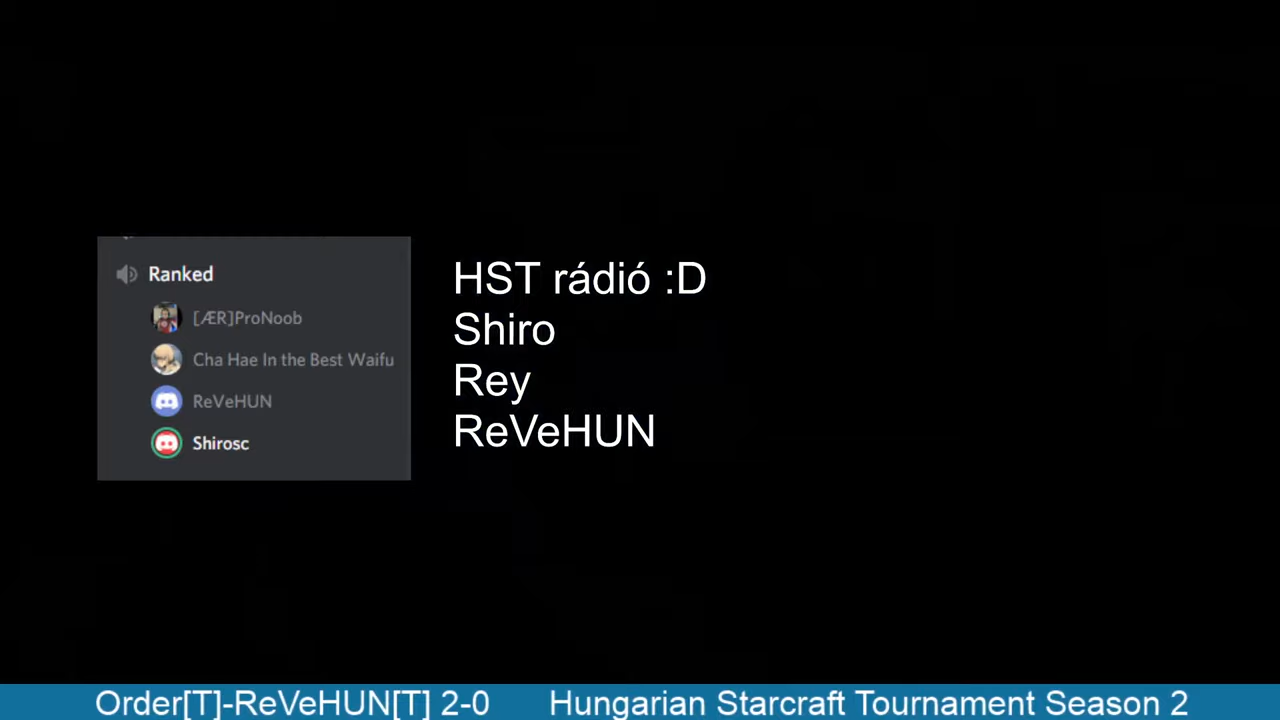 Ranked
[ÆR]ProNoob
Cha Hae In the Best Waifu
ReVeHUN
Shirosc
HST rádió :D
Shiro
Rey
ReVeHUN
Order[T]-ReVeHUN[T] 2-0 Hungarian Starcraft Tournament Season 2